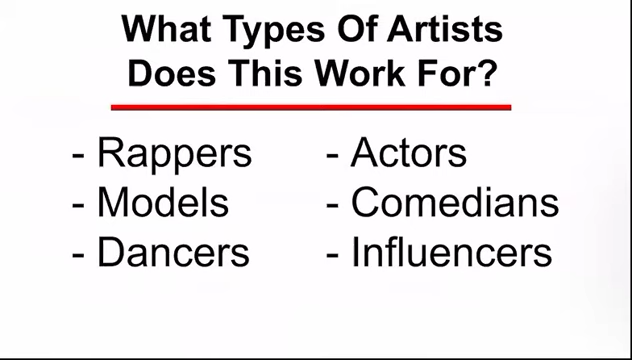 What Types Of Artists
Does This Work For?
- Rappers
- Models
- Dancers
- Actors
- Comedians
- Influencers